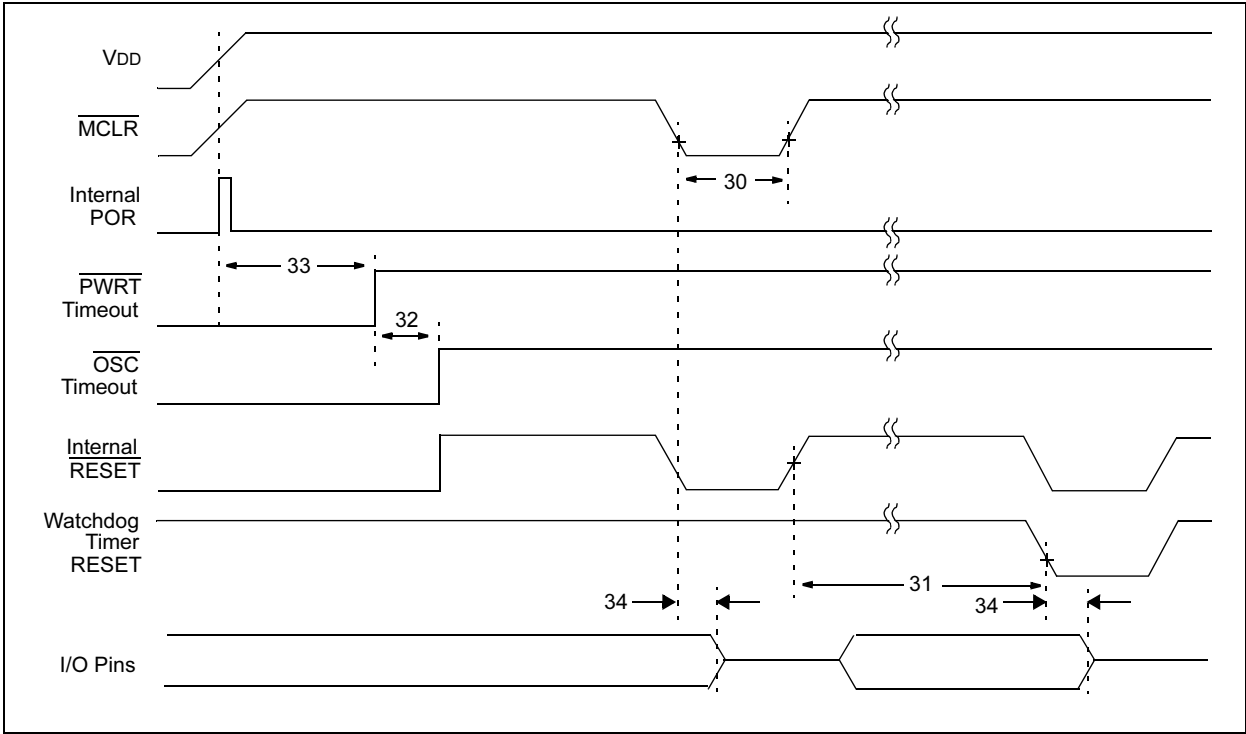 VDD
MCLR
30
Internal
POR
33
PWRT
Timeout
32
OSC
Timeout
Internal
RESET
Watchdog
Timer
RESET
31
34
34
I/O Pins